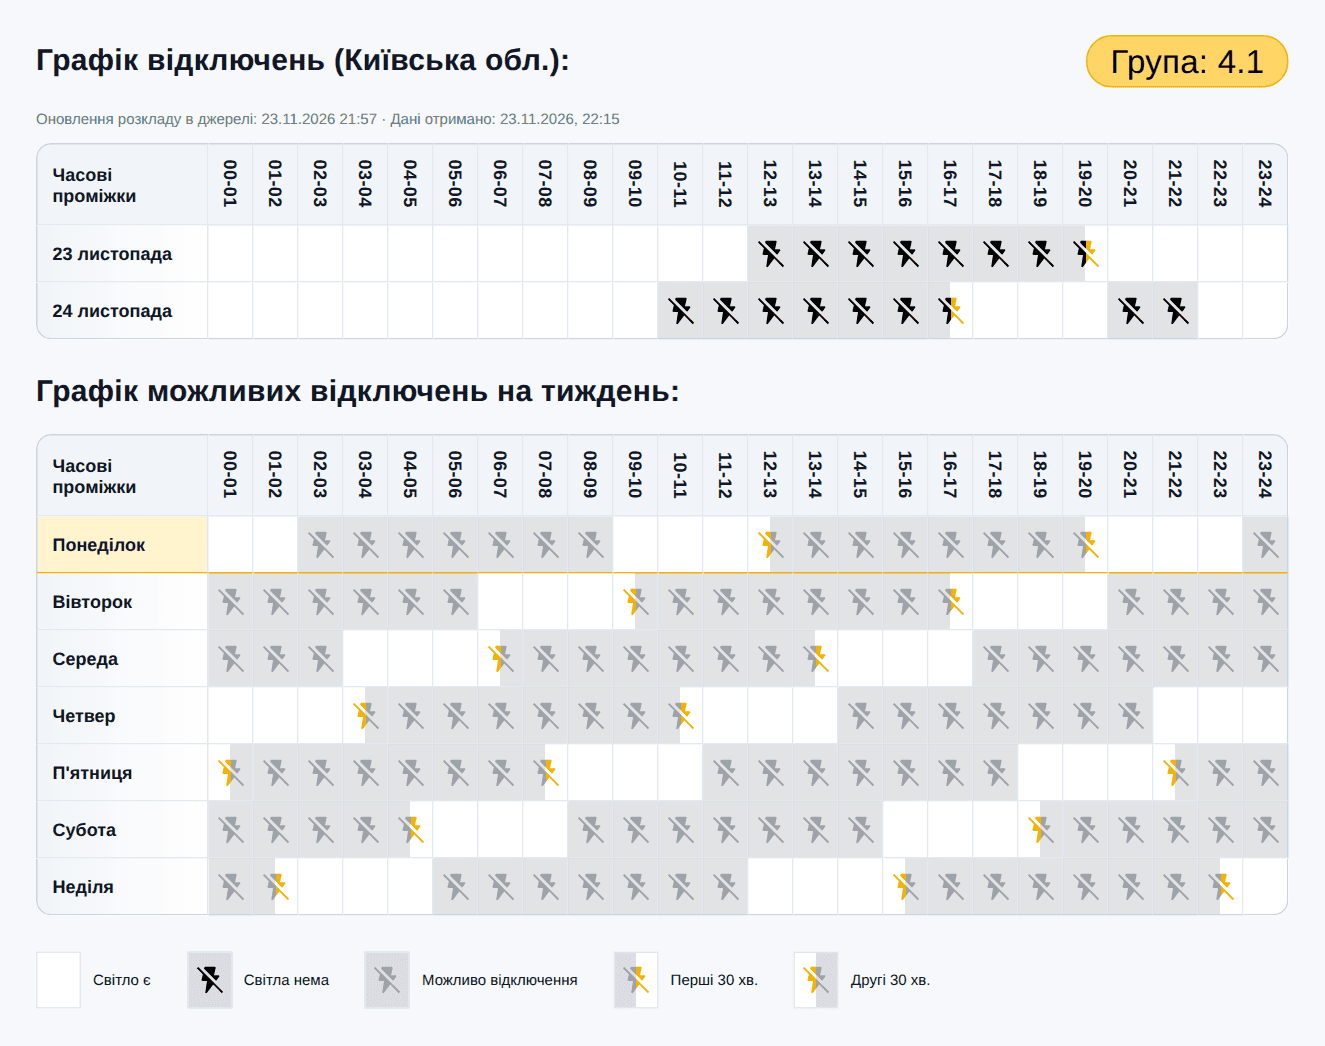 Графік відключень (Київська обл.):
Група: 4.1
Оновлення розкладу в джерелі: 23.11.2026 21:57 · Дані отримано: 23.11.2026, 22:15
Часові
проміжки
00-01 01-02 02-03 03-04 04-05 05-06 06-07 07-08 08-09 09-10 10-11 11-12 12-13 13-14 14-15 15-16 16-17 17-18 18-19 19-20 20-21 21-22 22-23 23-24
23 листопада
24 листопада
Графік можливих відключень на тиждень:
Часові
проміжки
00-01 01-02 02-03 03-04 04-05 05-06 06-07 07-08 08-09 09-10 10-11 11-12 12-13 13-14 14-15 15-16 16-17 17-18 18-19 19-20 20-21 21-22 22-23 23-24
Понеділок
Вівторок
Середа
Четвер
П'ятниця
Субота
Неділя
Світло є Світла нема Можливо відключення Перші 30 хв. Другі 30 хв.